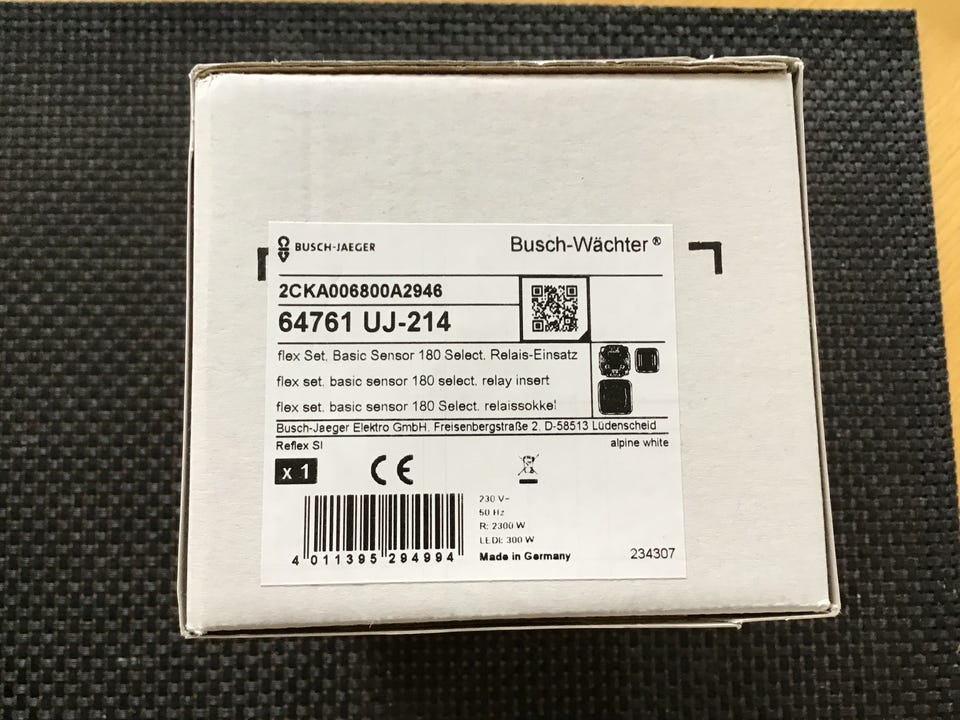 BUSCH-JAEGER
Busch-Wächter®
2CKA006800A2946
64761 UJ-214
flex Set. Basic Sensor 180 Select. Relais-Einsatz
flex set. basic sensor 180 select. relay insert
flex set. basic sensor 180 Select. relaissokkel
Busch-Jaeger Elektro GmbH. Freisenbergstraße 2. D-58513 Lüdenscheid
Reflex SI
alpine white
x 1
CE
230 V~
50 Hz
R: 2300 W
LEDi: 300 W
Made in Germany
234307
4 011395 294994